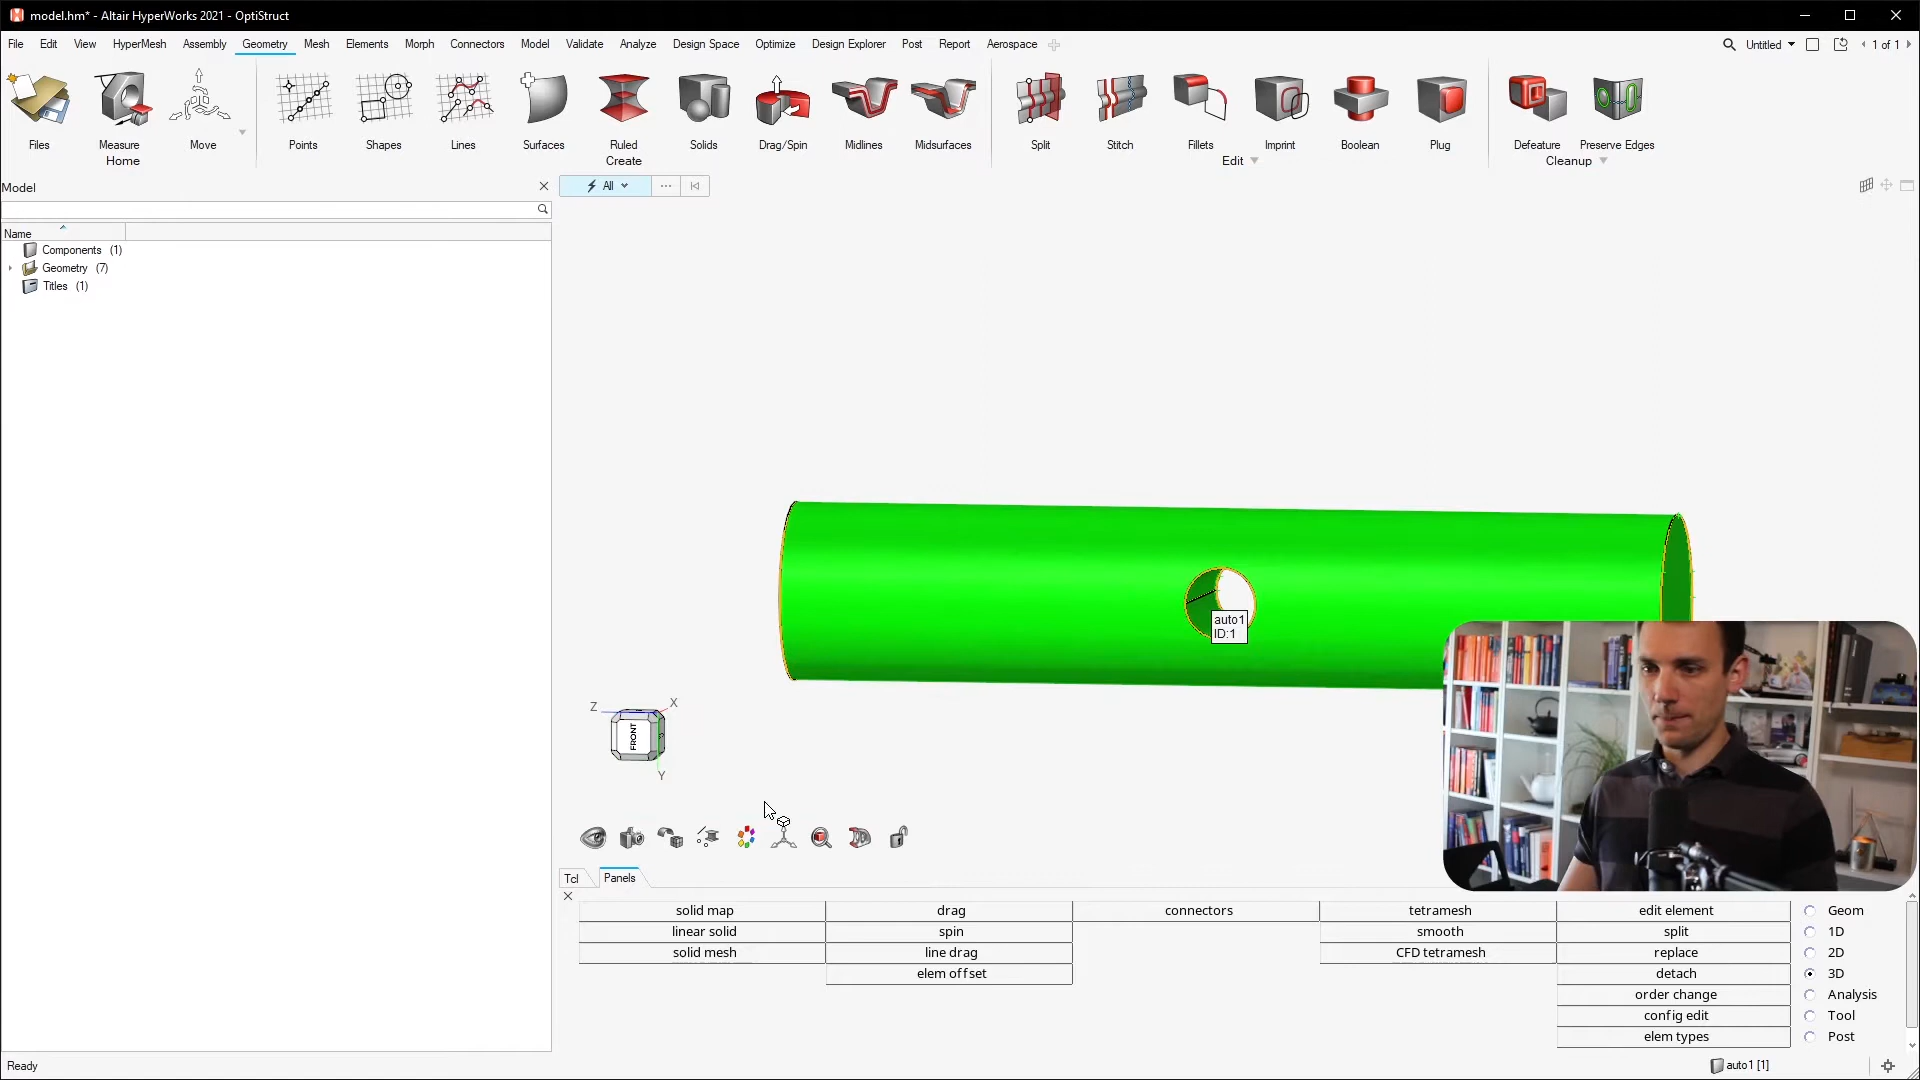 model.hm* - Altair HyperWorks 2021 - OptiStruct
File Edit View HyperMesh Assembly Geometry Mesh Elements Morph Connectors Model Validate Analyze Design Space Optimize Design Explorer Post Report Aerospace Untitled 1 of 1
Files Measure Move Points Shapes Lines Surfaces Ruled Solids Drag/Spin Midlines Midsurfaces Split Stitch Fillets Imprint Boolean Plug Defeature Preserve Edges
Home Create Edit Cleanup
Model
All
Name
Components (1)
Geometry (7)
Titles (1)
auto1
ID:1
Z X
FRONT
Y
Tcl Panels
solid map drag connectors tetramesh edit element Geom
linear solid spin smooth split 1D
solid mesh line drag CFD tetramesh replace 2D
elem offset detach 3D
order change Analysis
config edit Tool
elem types Post
Ready auto1 [1]